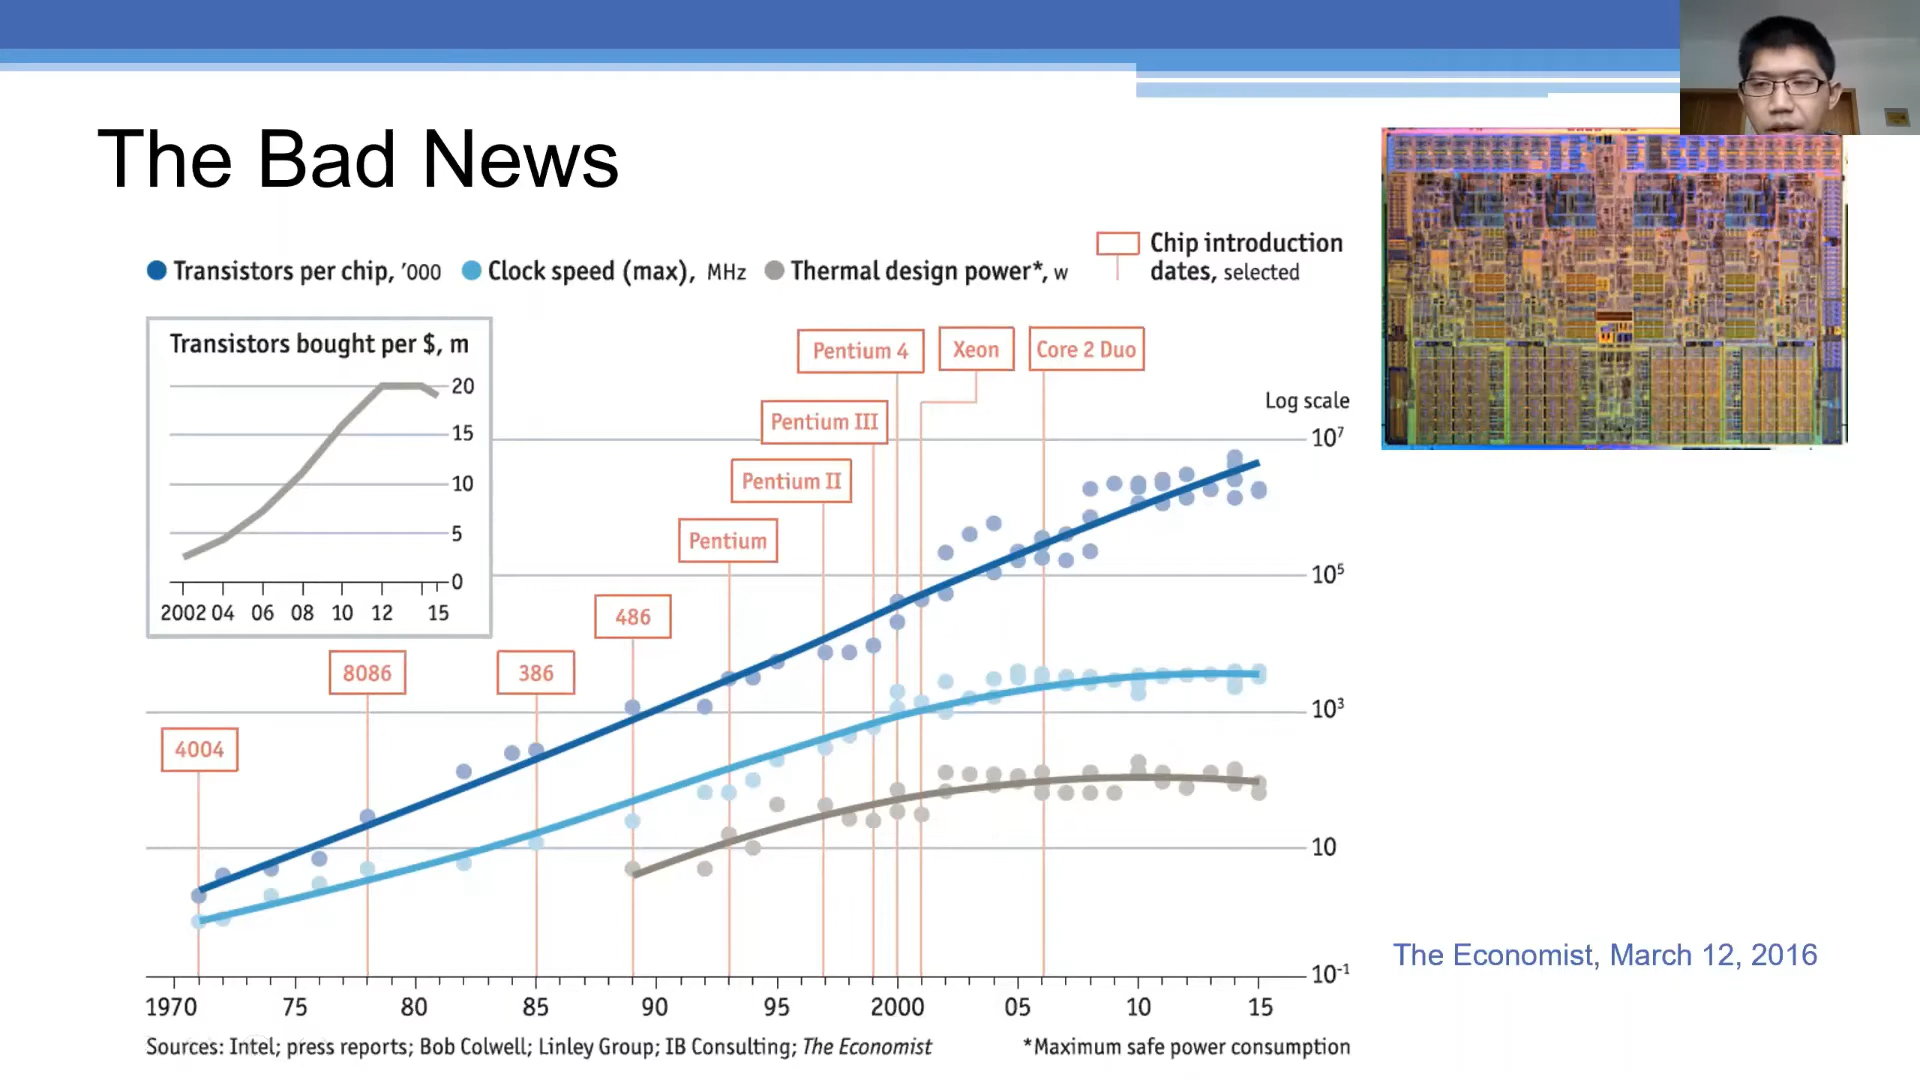 The Bad News
Transistors per chip, ’000
Clock speed (max), MHz
Thermal design power*, w
Chip introduction
dates, selected
Transistors bought per $, m
20
15
10
5
0
2002 04 06 08 10 12 15
4004
8086
386
486
Pentium
Pentium II
Pentium III
Pentium 4
Xeon
Core 2 Duo
Log scale
10⁷
10⁵
10³
10
10⁻¹
1970 75 80 85 90 95 2000 05 10 15
Sources: Intel; press reports; Bob Colwell; Linley Group; IB Consulting; The Economist
*Maximum safe power consumption
The Economist, March 12, 2016